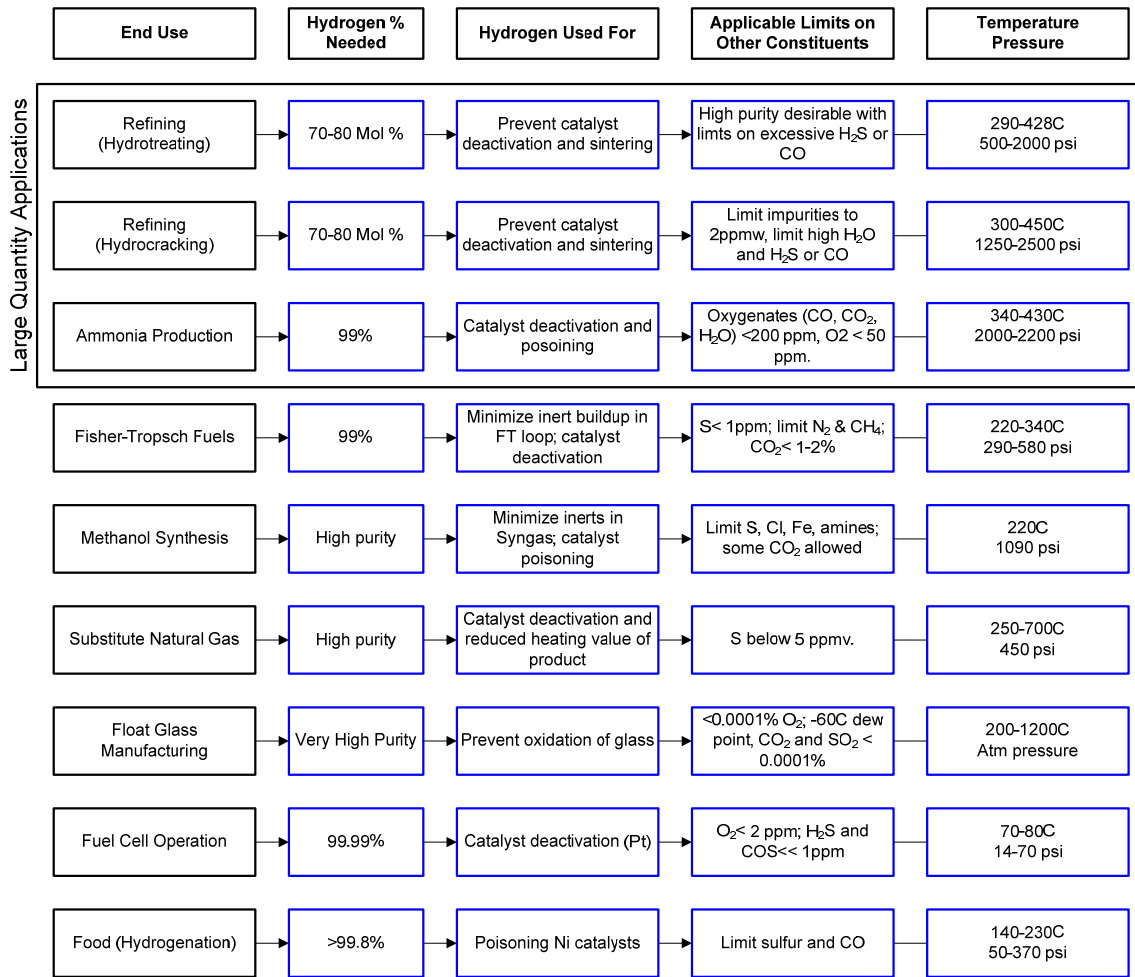 End Use
Hydrogen %
Needed
Hydrogen Used For
Applicable Limits on
Other Constituents
Temperature
Pressure
Large Quantity Applications
Refining
(Hydrotreating)
70-80 Mol %
Prevent catalyst
deactivation and sintering
High purity desirable with
limts on excessive H₂S or
CO
290-428C
500-2000 psi
Refining
(Hydrocracking)
70-80 Mol %
Prevent catalyst
deactivation and sintering
Limit impurities to
2ppmw, limit high H₂O
and H₂S or CO
300-450C
1250-2500 psi
Ammonia Production
99%
Catalyst deactivation and
posoining
Oxygenates (CO, CO₂,
H₂O) <200 ppm, O2 < 50
ppm.
340-430C
2000-2200 psi
Fisher-Tropsch Fuels
99%
Minimize inert buildup in
FT loop; catalyst
deactivation
S< 1ppm; limit N₂ & CH₄;
CO₂< 1-2%
220-340C
290-580 psi
Methanol Synthesis
High purity
Minimize inerts in
Syngas; catalyst
poisoning
Limit S, Cl, Fe, amines;
some CO₂ allowed
220C
1090 psi
Substitute Natural Gas
High purity
Catalyst deactivation and
reduced heating value of
product
S below 5 ppmv.
250-700C
450 psi
Float Glass
Manufacturing
Very High Purity
Prevent oxidation of glass
<0.0001% O₂; -60C dew
point, CO₂ and SO₂ <
0.0001%
200-1200C
Atm pressure
Fuel Cell Operation
99.99%
Catalyst deactivation (Pt)
O₂< 2 ppm; H₂S and
COS<< 1ppm
70-80C
14-70 psi
Food (Hydrogenation)
>99.8%
Poisoning Ni catalysts
Limit sulfur and CO
140-230C
50-370 psi